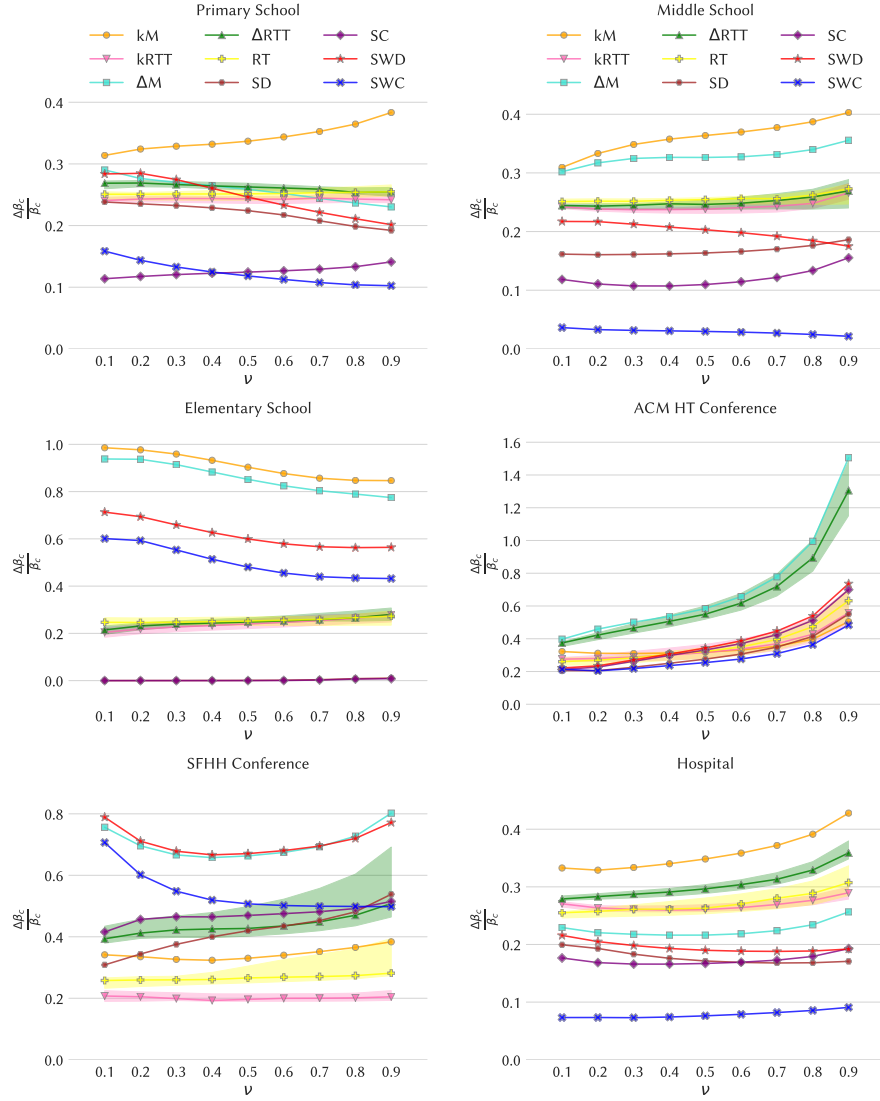 Primary School
Middle School
kM ΔRTT SC
kRTT RT SWD
ΔM SD SWC
kM ΔRTT SC
kRTT RT SWD
ΔM SD SWC
0.4
0.3
0.2
0.1
0.0
Δβc
βc
0.1 0.2 0.3 0.4 0.5 0.6 0.7 0.8 0.9
ν
0.4
0.3
0.2
0.1
0.0
Δβc
βc
0.1 0.2 0.3 0.4 0.5 0.6 0.7 0.8 0.9
ν
Elementary School
ACM HT Conference
1.0
0.8
0.6
0.4
0.2
0.0
Δβc
βc
0.1 0.2 0.3 0.4 0.5 0.6 0.7 0.8 0.9
ν
1.6
1.4
1.2
1.0
0.8
0.6
0.4
0.2
0.0
Δβc
βc
0.1 0.2 0.3 0.4 0.5 0.6 0.7 0.8 0.9
ν
SFHH Conference
Hospital
0.8
0.6
0.4
0.2
0.0
Δβc
βc
0.1 0.2 0.3 0.4 0.5 0.6 0.7 0.8 0.9
ν
0.4
0.3
0.2
0.1
0.0
Δβc
βc
0.1 0.2 0.3 0.4 0.5 0.6 0.7 0.8 0.9
ν